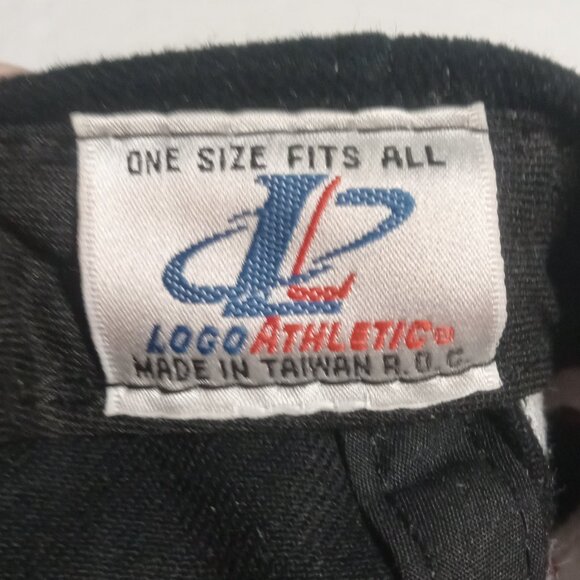 ONE SIZE FITS ALL
LOGO ATHLETIC
MADE IN TAIWAN R.O.C.